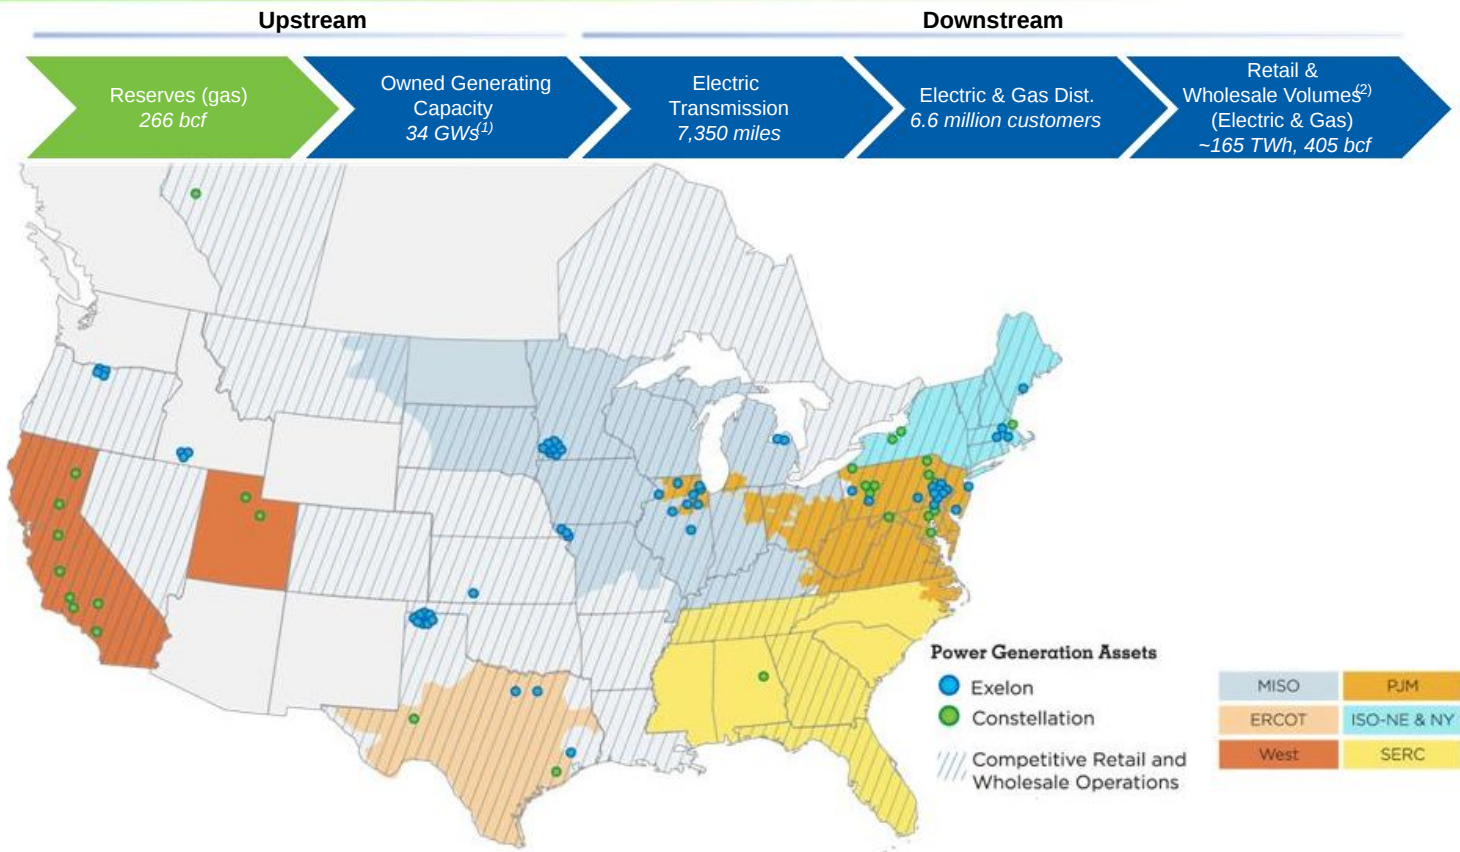 Upstream
Downstream
Reserves (gas)
266 bcf
Owned Generating
Capacity
34 GWs(1)
Electric
Transmission
7,350 miles
Electric & Gas Dist.
6.6 million customers
Retail &
Wholesale Volumes(2)
(Electric & Gas)
~165 TWh, 405 bcf
Power Generation Assets
Exelon
Constellation
Competitive Retail and
Wholesale Operations
MISO
PJM
ERCOT
ISO-NE & NY
West
SERC